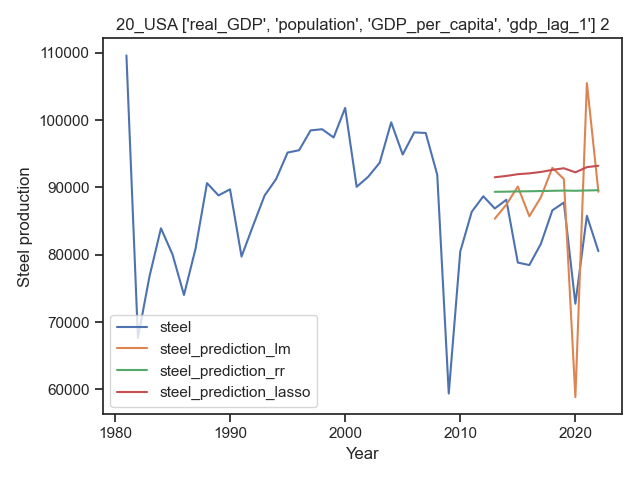 20_USA ['real_GDP', 'population', 'GDP_per_capita', 'gdp_lag_1'] 2
Steel production
110000
100000
90000
80000
70000
60000
steel
steel_prediction_lm
steel_prediction_rr
steel_prediction_lasso
1980
1990
2000
2010
2020
Year